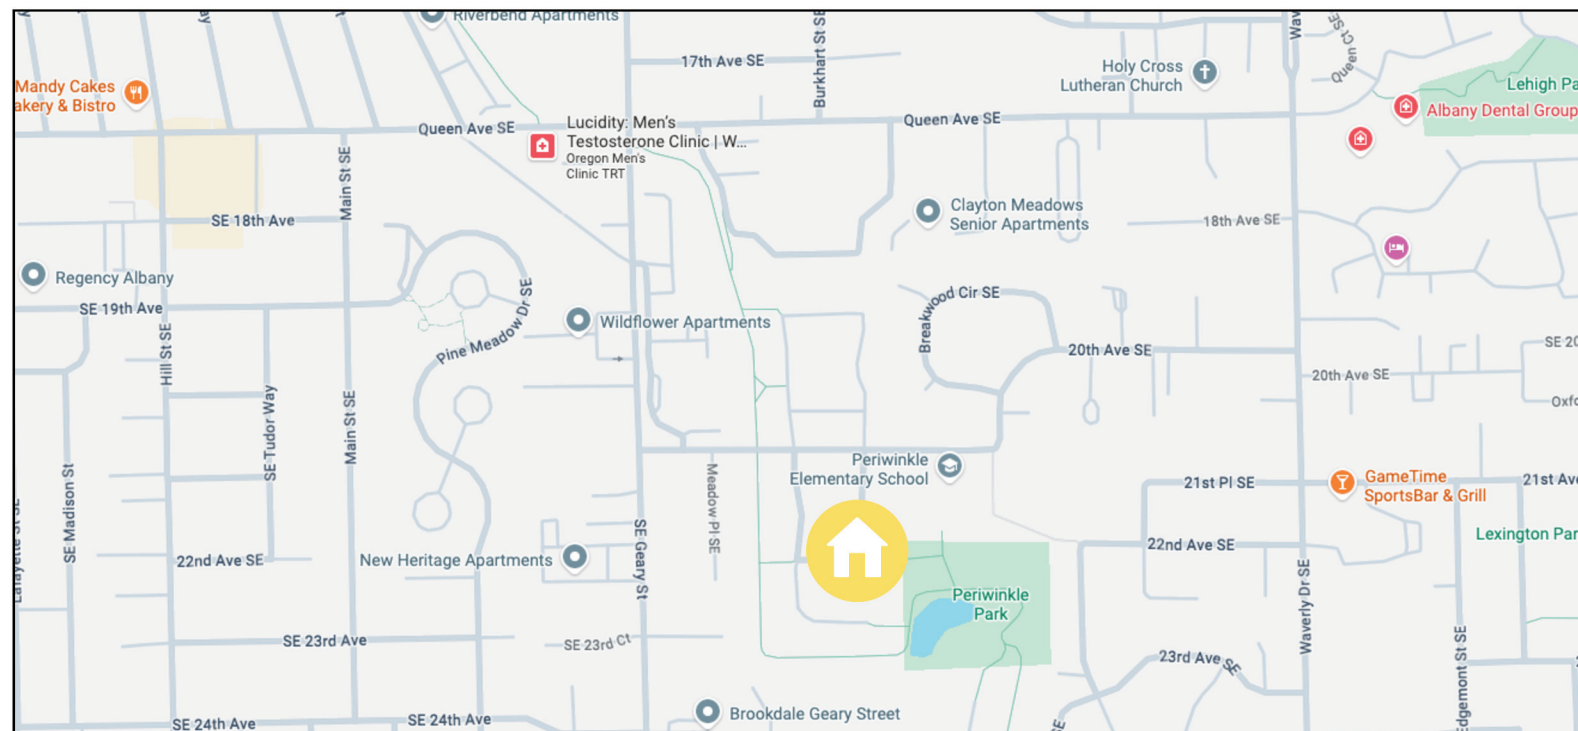 Riverbend Apartments
17th Ave SE
Burkhart St SE
Holy Cross
Lutheran Church
Queen Ct SE
Wav
Lehigh Pa
Mandy Cakes
akery & Bistro
Albany Dental Group
Queen Ave SE
Queen Ave SE
Lucidity: Men's
Testosterone Clinic | W...
Oregon Men's
Clinic TRT
Main St SE
SE 18th Ave
Clayton Meadows
Senior Apartments
18th Ave SE
Regency Albany
SE 19th Ave
Pine Meadow Dr SE
Breakwood Cir SE
Wildflower Apartments
Hill St SE
20th Ave SE
SE 20
20th Ave SE
Oxfo
SE Tudor Way
Main St SE
Periwinkle
Elementary School
SE Madison St
Meadow Pl SE
21st Pl SE
GameTime
SportsBar & Grill
21st Ave
Lafayette St SE
SE Geary St
22nd Ave SE
New Heritage Apartments
22nd Ave SE
Lexington Par
Periwinkle
Park
Waverly Dr SE
SE 23rd Ave
SE 23rd Ct
23rd Ave SE
Edgemont St SE
SE 24th Ave
SE 24th Ave
Brookdale Geary Street
SE